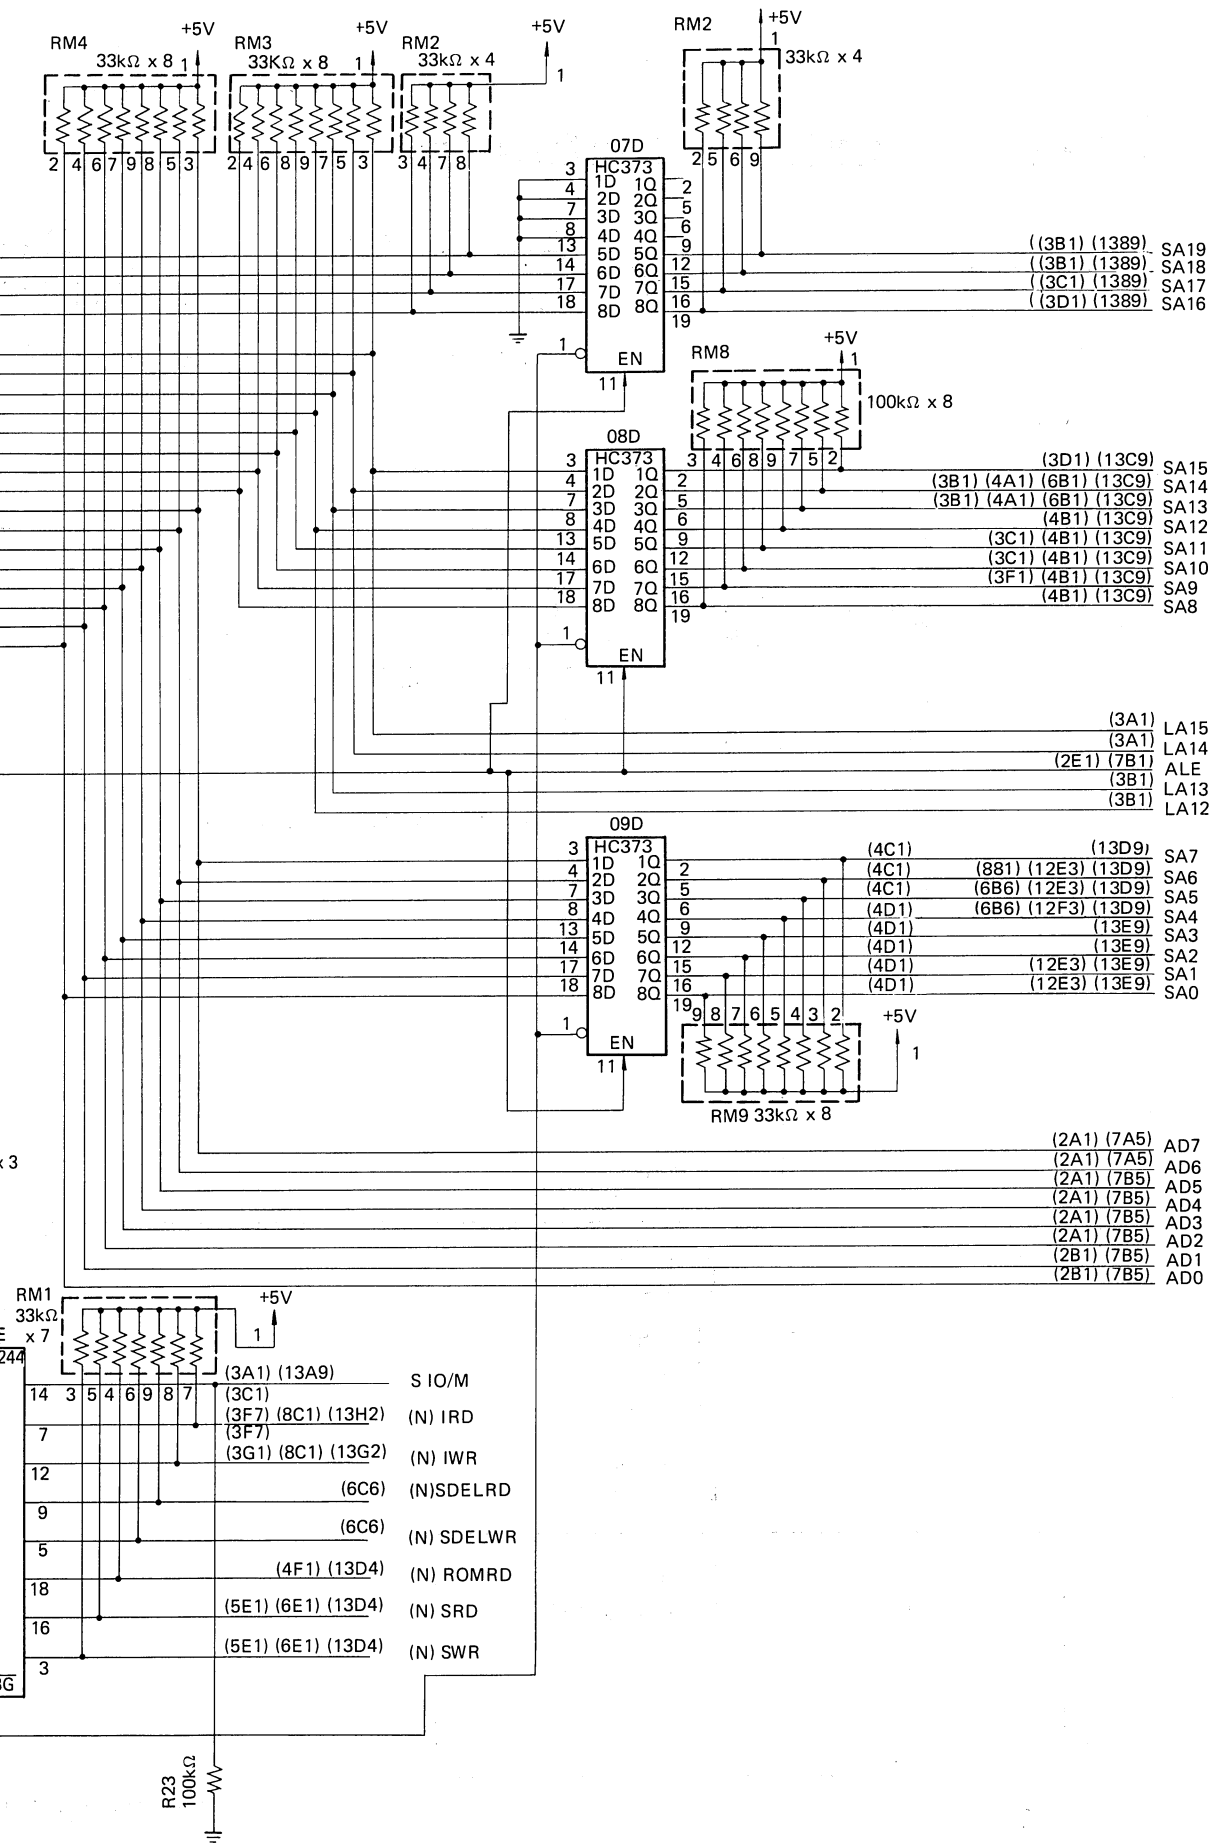 RM4
33kΩ x 8
+5V
1
2 4 6 7 9 8 5 3
RM3
33KΩ x 8
+5V
1
2 4 6 8 9 7 5 3
RM2
33kΩ x 4
+5V
1
3 4 7 8
RM2
+5V
1
33kΩ x 4
2 5 6 9
07D
HC373
3 1D 1Q 2
4 2D 2Q 5
7 3D 3Q 6
8 4D 4Q 9
13 5D 5Q 12
14 6D 6Q 15
17 7D 7Q 16
18 8D 8Q 19
1
EN
11
((3B1) (1389) SA19
((3B1) (1389) SA18
((3C1) (1389) SA17
((3D1) (1389) SA16
RM8
+5V
1
100kΩ x 8
3 4 6 8 9 7 5 2
08D
HC373
3 1D 1Q 2
4 2D 2Q 5
7 3D 3Q 6
8 4D 4Q 9
13 5D 5Q 12
14 6D 6Q 15
17 7D 7Q 16
18 8D 8Q 19
1
EN
11
(3D1) (13C9) SA15
(3B1) (4A1) (6B1) (13C9) SA14
(3B1) (4A1) (6B1) (13C9) SA13
(4B1) (13C9) SA12
(3C1) (4B1) (13C9) SA11
(3C1) (4B1) (13C9) SA10
(3F1) (4B1) (13C9) SA9
(4B1) (13C9) SA8
(3A1) LA15
(3A1) LA14
(2E1) (7B1) ALE
(3B1) LA13
(3B1) LA12
09D
HC373
3 1D 1Q 2
4 2D 2Q 5
7 3D 3Q 6
8 4D 4Q 9
13 5D 5Q 12
14 6D 6Q 15
17 7D 7Q 16
18 8D 8Q 19
1
EN
11
(4C1) (13D9) SA7
(4C1) (881) (12E3) (13D9) SA6
(4C1) (6B6) (12E3) (13D9) SA5
(4D1) (6B6) (12F3) (13D9) SA4
(4D1) (13E9) SA3
(4D1) (13E9) SA2
(4D1) (12E3) (13E9) SA1
(4D1) (12E3) (13E9) SA0
9 8 7 6 5 4 3 2
+5V
1
RM9 33kΩ x 8
x 3
(2A1) (7A5) AD7
(2A1) (7A5) AD6
(2A1) (7B5) AD5
(2A1) (7B5) AD4
(2A1) (7B5) AD3
(2A1) (7B5) AD2
(2B1) (7B5) AD1
(2B1) (7B5) AD0
RM1
33kΩ
x 7
+5V
1
E
244
3 5 4 6 9 8 7
14 (3A1) (13A9) S IO/M
(3C1)
7 (3F7) (8C1) (13H2) (N) IRD
(3F7)
12 (3G1) (8C1) (13G2) (N) IWR
9 (6C6) (N)SDELRD
5 (6C6) (N) SDELWR
18 (4F1) (13D4) (N) ROMRD
16 (5E1) (6E1) (13D4) (N) SRD
3 (5E1) (6E1) (13D4) (N) SWR
G
R23
100kΩ